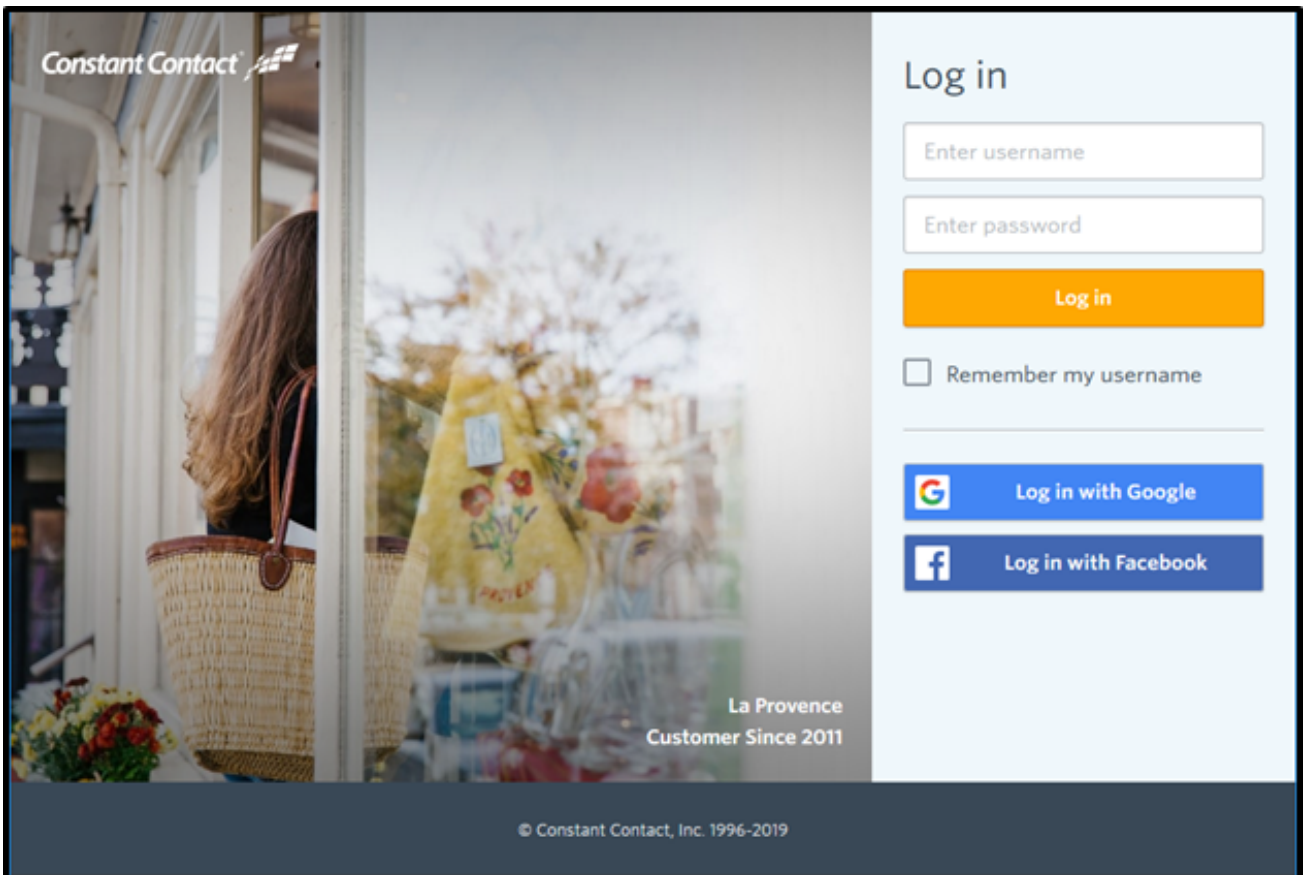 Constant Contact
Log in
Enter username
Enter password
Log in
Remember my username
G
Log in with Google
f
Log in with Facebook
La Provence
Customer Since 2011
© Constant Contact, Inc. 1996-2019